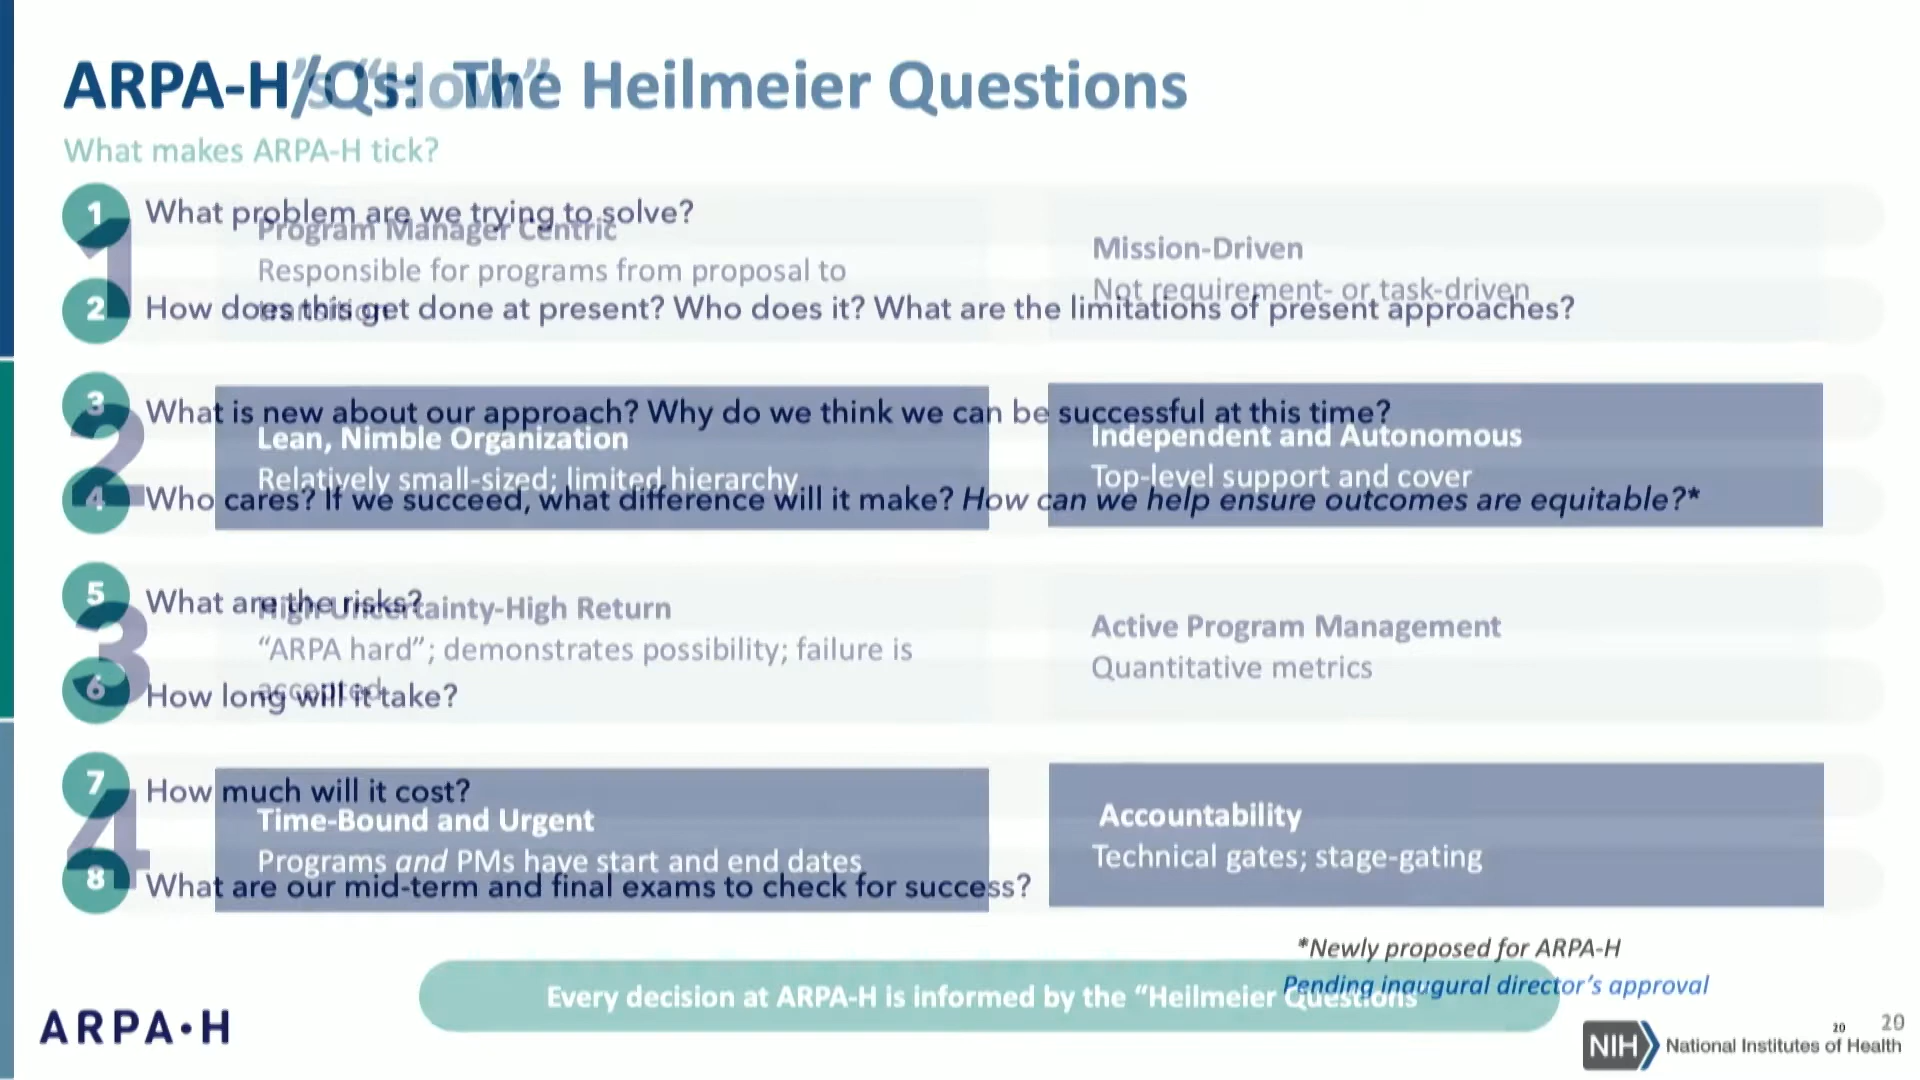 ARPA-H/Qs: The Heilmeier Questions
ARPA-H's "How"
What makes ARPA-H tick?
1 What problem are we trying to solve?
2 How does this get done at present? Who does it? What are the limitations of present approaches?
3 What is new about our approach? Why do we think we can be successful at this time?
4 Who cares? If we succeed, what difference will it make? How can we help ensure outcomes are equitable?*
5 What are the risks?
6 How long will it take?
7 How much will it cost?
8 What are our mid-term and final exams to check for success?
*Newly proposed for ARPA-H
Pending inaugural director's approval
1
Program Manager Centric
Responsible for programs from proposal to
Mission-Driven
Not requirement- or task-driven
2
Lean, Nimble Organization
Relatively small-sized; limited hierarchy
Independent and Autonomous
Top-level support and cover
3
High Uncertainty-High Return
“ARPA hard”; demonstrates possibility; failure is
accepted
Active Program Management
Quantitative metrics
4
Time-Bound and Urgent
Programs and PMs have start and end dates
Accountability
Technical gates; stage-gating
Every decision at ARPA-H is informed by the “Heilmeier Questions
ARPA•H
20
20
NIH National Institutes of Health